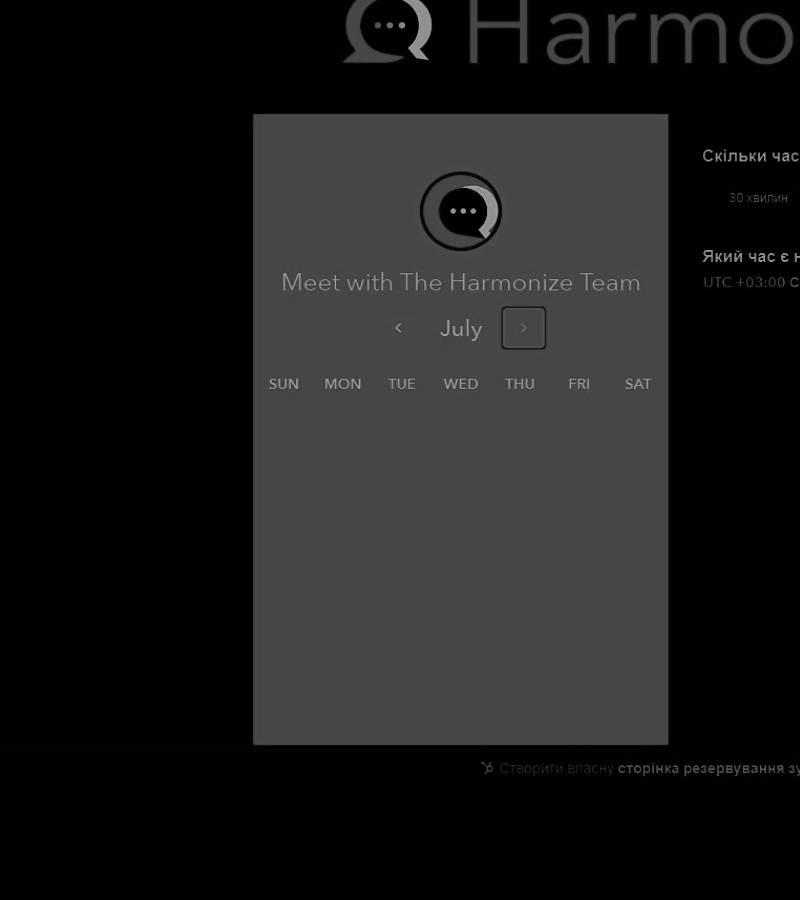 Harmo
Meet with The Harmonize Team
July
SUN MON TUE WED THU FRI SAT
Скільки час
30 хвилин
Який час є н
UTC +03:00 С
Створити власну сторінка резервування зу